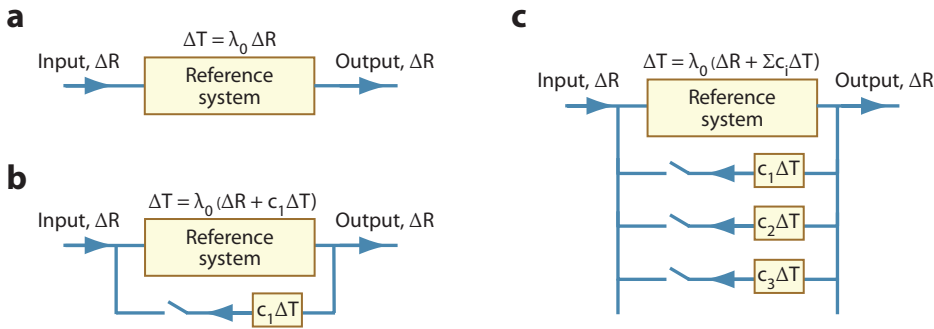 a
ΔT = λ₀ ΔR
Input, ΔR
Output, ΔR
Reference
system
b
ΔT = λ₀ (ΔR + c₁ΔT)
Input, ΔR
Output, ΔR
Reference
system
c₁ΔT
c
ΔT = λ₀ (ΔR + Σcᵢ ΔT)
Input, ΔR
Output, ΔR
Reference
system
c₁ΔT
c₂ΔT
c₃ΔT